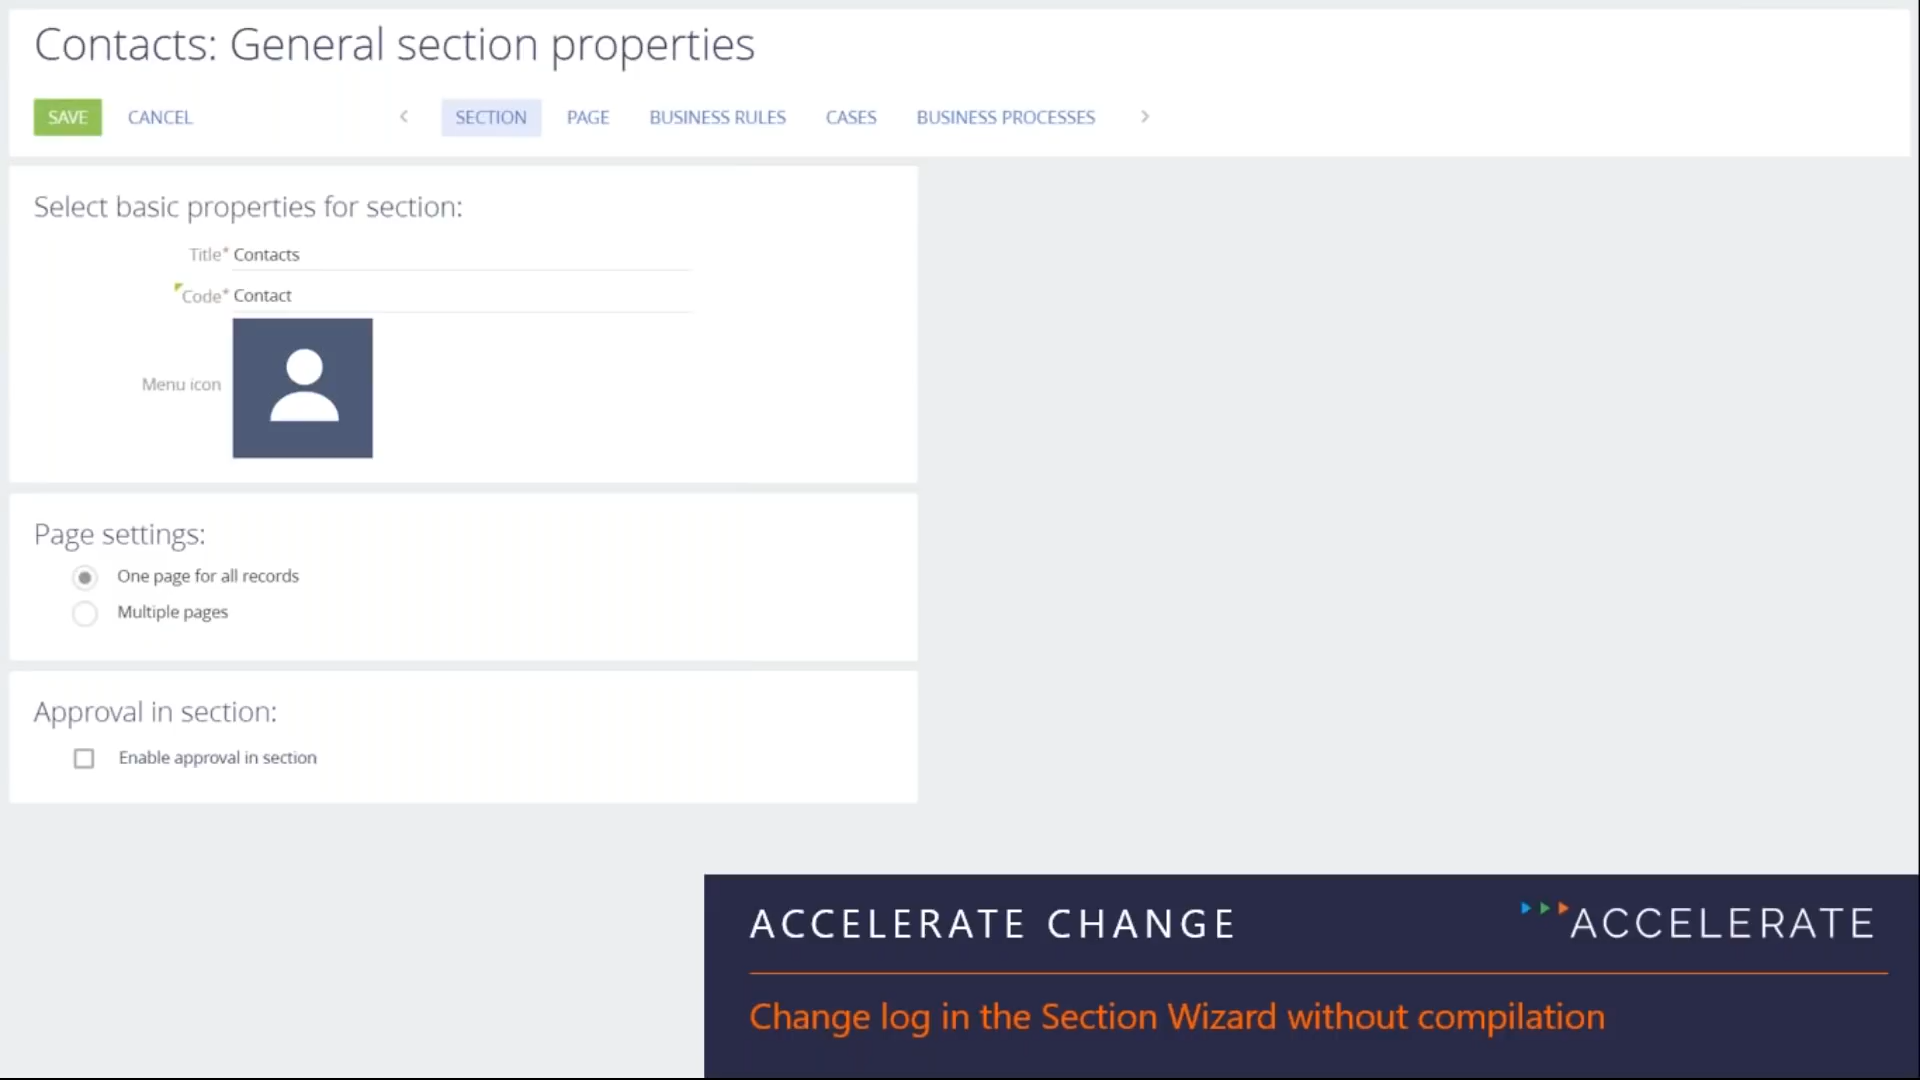 Contacts: General section properties
SAVE CANCEL SECTION PAGE BUSINESS RULES CASES BUSINESS PROCESSES
Select basic properties for section:
Title* Contacts
Code* Contact
Menu icon
Page settings:
One page for all records
Multiple pages
Approval in section:
Enable approval in section
ACCELERATE CHANGE
ACCELERATE
Change log in the Section Wizard without compilation